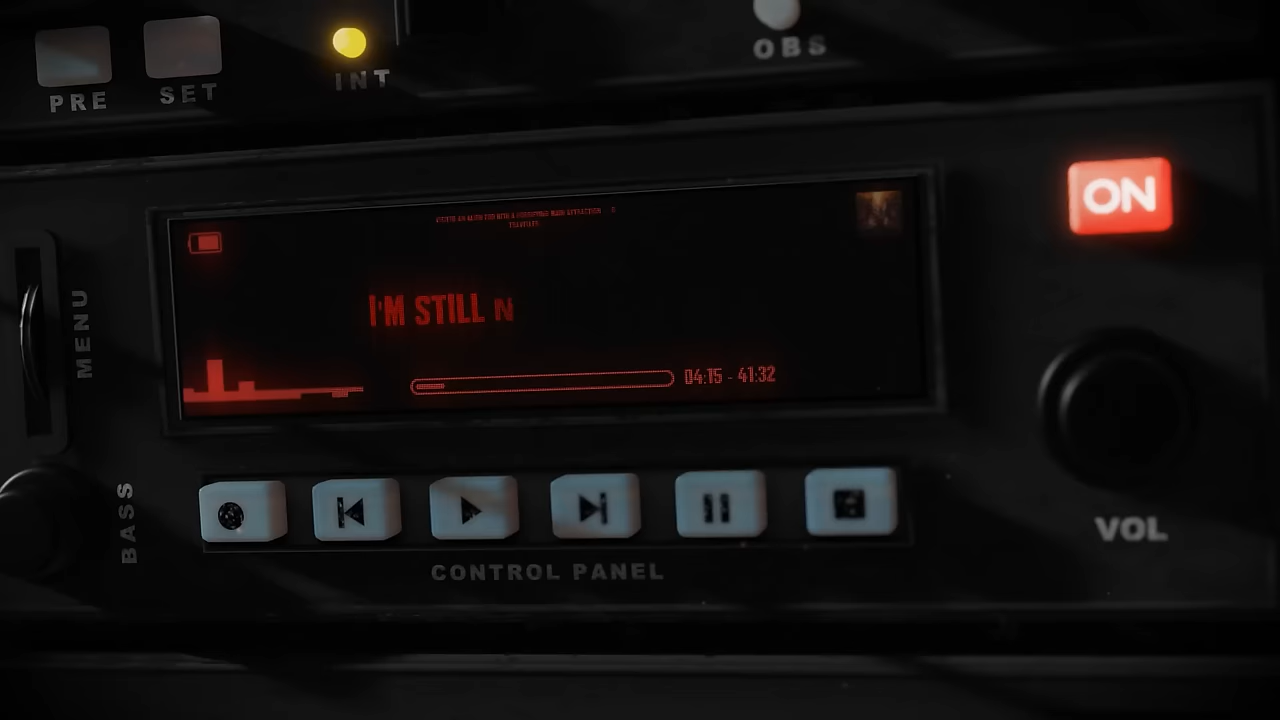 PRE
SET
INT
OBS
ON
I'M STILL N
04:15 - 41:32
MENU
BASS
CONTROL PANEL
VOL